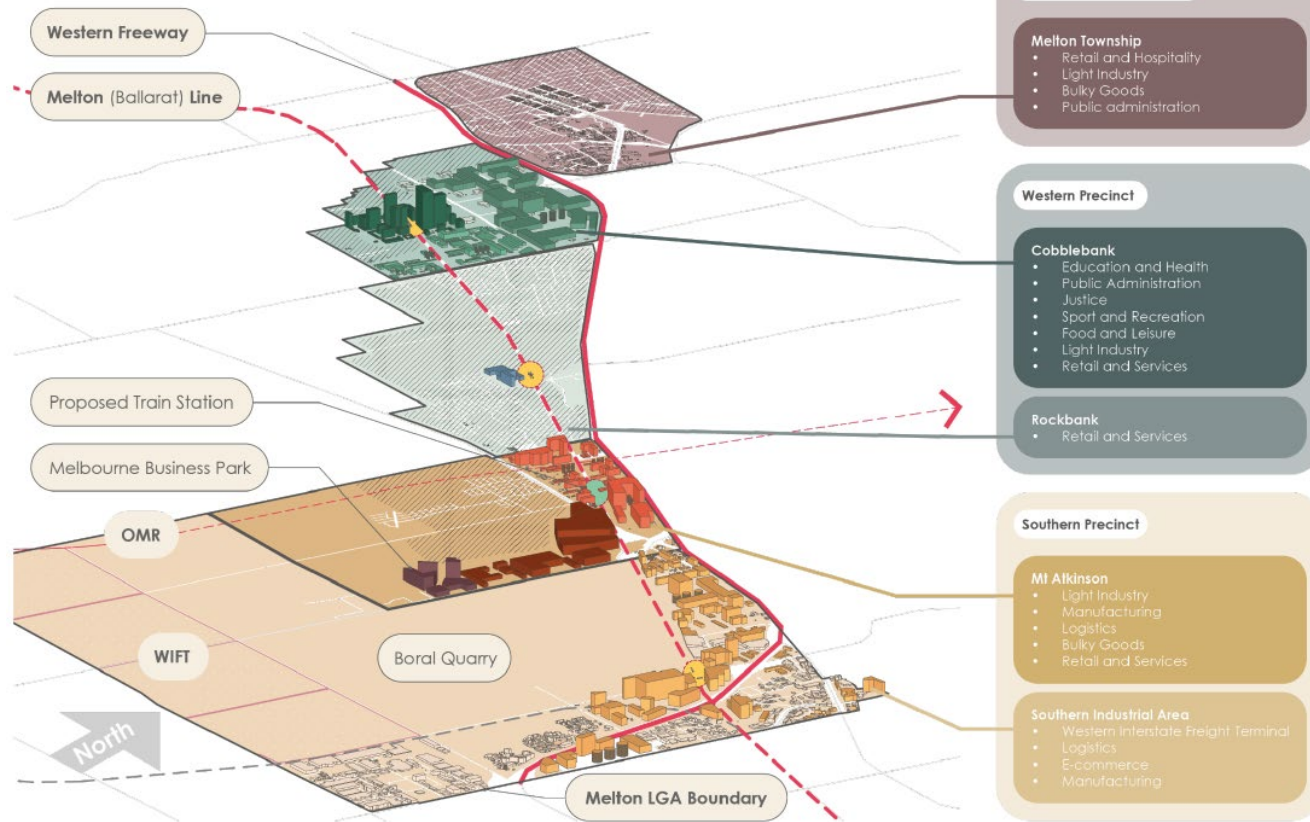 Western Freeway
Melton (Ballarat) Line
Proposed Train Station
Melbourne Business Park
OMR
WIFT
Boral Quarry
North
Melton LGA Boundary
Melton Township
• Retail and Hospitality
• Light Industry
• Bulky Goods
• Public administration
Western Precinct
Cobblebank
• Education and Health
• Public Administration
• Justice
• Sport and Recreation
• Food and Leisure
• Light Industry
• Retail and Services
Rockbank
• Retail and Services
Southern Precinct
Mt Atkinson
• Light Industry
• Manufacturing
• Logistics
• Bulky Goods
• Retail and Services
Southern Industrial Area
• Western Interstate Freight Terminal
• Logistics
• E-commerce
• Manufacturing